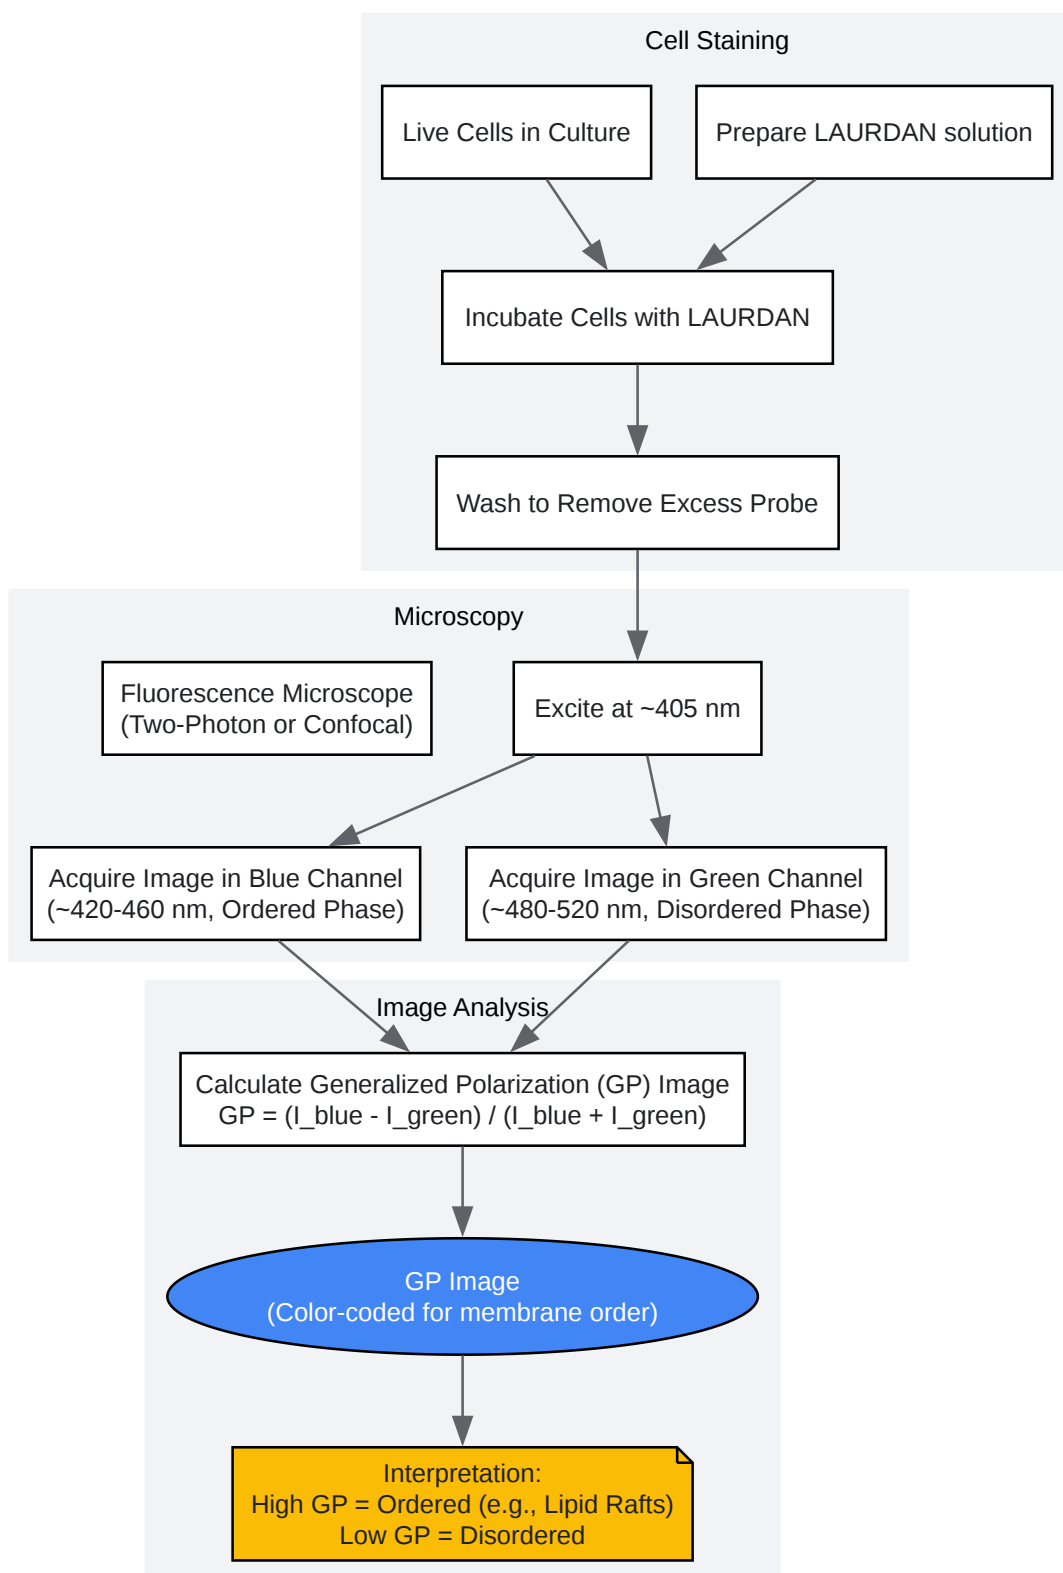 Cell Staining
Live Cells in Culture
Prepare LAURDAN solution
Incubate Cells with LAURDAN
Wash to Remove Excess Probe
Microscopy
Fluorescence Microscope
(Two-Photon or Confocal)
Excite at ~405 nm
Acquire Image in Blue Channel
(~420-460 nm, Ordered Phase)
Acquire Image in Green Channel
(~480-520 nm, Disordered Phase)
Image Analysis
Calculate Generalized Polarization (GP) Image
GP = (I_blue - I_green) / (I_blue + I_green)
GP Image
(Color-coded for membrane order)
Interpretation:
High GP = Ordered (e.g., Lipid Rafts)
Low GP = Disordered